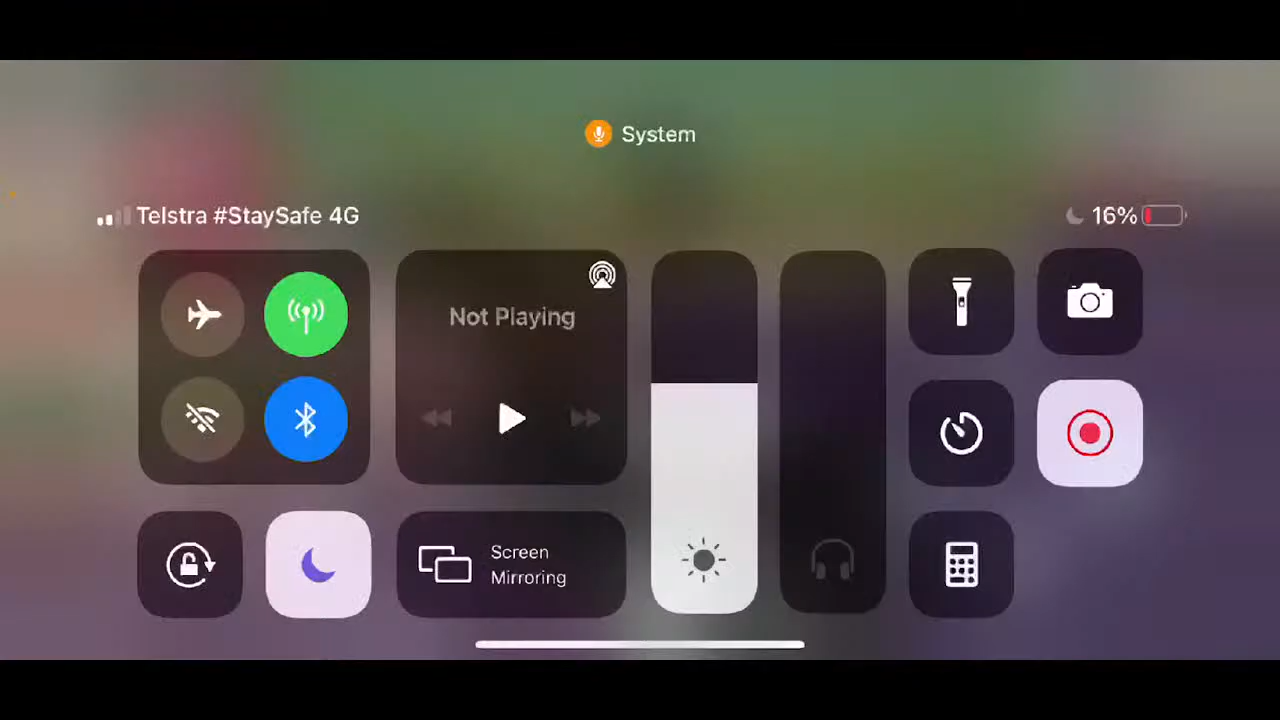 System
Telstra #StaySafe 4G
16%
Not Playing
Screen
Mirroring